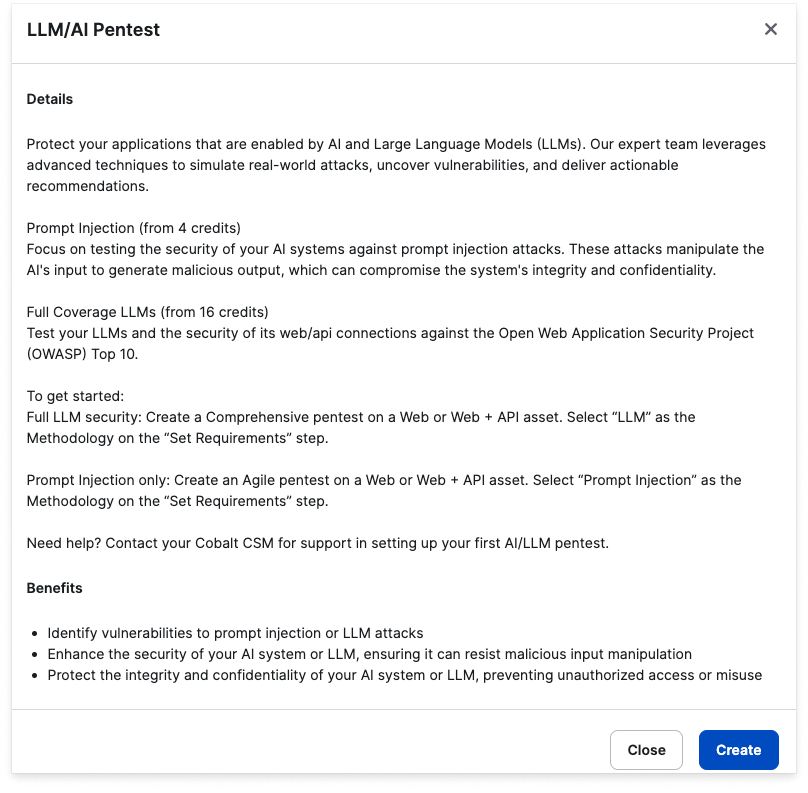 LLM/AI Pentest
Details
Protect your applications that are enabled by AI and Large Language Models (LLMs). Our expert team leverages
advanced techniques to simulate real-world attacks, uncover vulnerabilities, and deliver actionable
recommendations.
Prompt Injection (from 4 credits)
Focus on testing the security of your AI systems against prompt injection attacks. These attacks manipulate the
AI's input to generate malicious output, which can compromise the system's integrity and confidentiality.
Full Coverage LLMs (from 16 credits)
Test your LLMs and the security of its web/api connections against the Open Web Application Security Project
(OWASP) Top 10.
To get started:
Full LLM security: Create a Comprehensive pentest on a Web or Web + API asset. Select “LLM” as the
Methodology on the “Set Requirements” step.
Prompt Injection only: Create an Agile pentest on a Web or Web + API asset. Select “Prompt Injection” as the
Methodology on the “Set Requirements” step.
Need help? Contact your Cobalt CSM for support in setting up your first AI/LLM pentest.
Benefits
• Identify vulnerabilities to prompt injection or LLM attacks
• Enhance the security of your AI system or LLM, ensuring it can resist malicious input manipulation
• Protect the integrity and confidentiality of your AI system or LLM, preventing unauthorized access or misuse
Close
Create